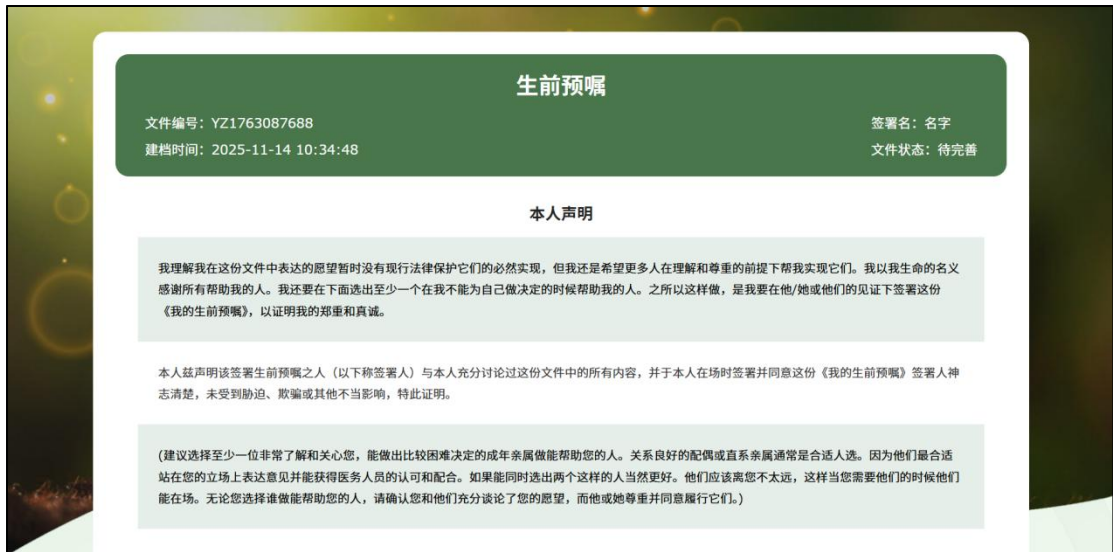 生前预嘱
文件编号：YZ1763087688
签署名：名字
建档时间：2025-11-14 10:34:48
文件状态：待完善
本人声明
我理解我在这份文件中表达的愿望暂时没有现行法律保护它们的必然实现，但我还是希望更多人在理解和尊重的前提下帮我实现它们。我以我生命的名义
感谢所有帮助我的人。我还要在下面选出至少一个在我不能为自己做决定的时候帮助我的人。之所以这样做，是我要在他/她或他们的见证下签署这份
《我的生前预嘱》，以证明我的郑重和真诚。
本人兹声明该签署生前预嘱之人（以下称签署人）与本人充分讨论过这份文件中的所有内容，并于本人在场时签署并同意这份《我的生前预嘱》签署人神
志清楚，未受到胁迫、欺骗或其他不当影响，特此证明。
(建议选择至少一位非常了解和关心您，能做出比较困难决定的成年亲属做能帮助您的人。关系良好的配偶或直系亲属通常是合适人选。因为他们最合适
站在您的立场上表达意见并能获得医务人员的认可和配合。如果能同时选出两个这样的人当然更好。他们应该离您不太远，这样当您需要他们的时候他们
能在场。无论您选择谁做能帮助您的人，请确认您和他们充分谈论了您的愿望，而他或她尊重并同意履行它们。)